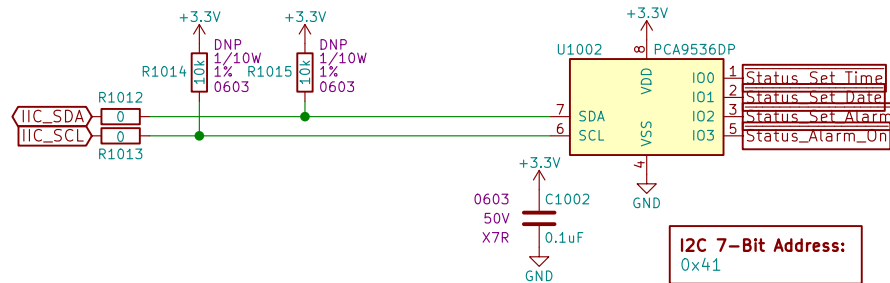 +3.3V
+3.3V
DNP
1/10W
1%
0603
R1014
10k
DNP
1/10W
1%
0603
R1015
10k
U1002
PCA9536DP
8
VDD
IO0
1
Status_Set_Time
IO1
2
Status_Set_Date
IO2
3
Status_Set_Alarm
IO3
5
Status_Alarm_On
7
SDA
6
SCL
VSS
4
GND
R1012
IIC_SDA
0
IIC_SCL
0
R1013
+3.3V
0603
C1002
50V
X7R
0.1uF
GND
I2C 7-Bit Address:
0x41